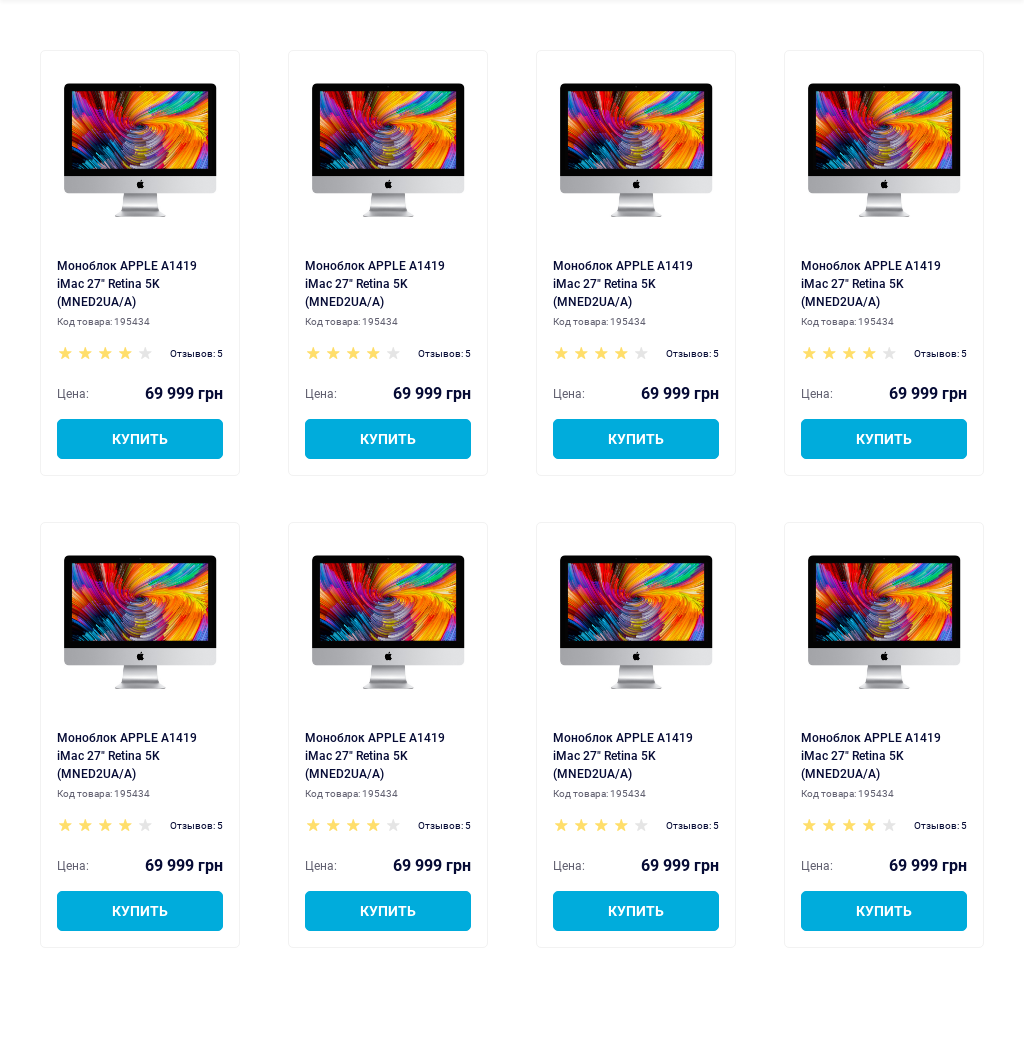 Моноблок APPLE A1419
iMac 27" Retina 5K
(MNED2UA/A)
Код товара: 195434
Отзывов: 5
Цена: 69 999 грн
КУПИТЬ
Моноблок APPLE A1419
iMac 27" Retina 5K
(MNED2UA/A)
Код товара: 195434
Отзывов: 5
Цена: 69 999 грн
КУПИТЬ
Моноблок APPLE A1419
iMac 27" Retina 5K
(MNED2UA/A)
Код товара: 195434
Отзывов: 5
Цена: 69 999 грн
КУПИТЬ
Моноблок APPLE A1419
iMac 27" Retina 5K
(MNED2UA/A)
Код товара: 195434
Отзывов: 5
Цена: 69 999 грн
КУПИТЬ
Моноблок APPLE A1419
iMac 27" Retina 5K
(MNED2UA/A)
Код товара: 195434
Отзывов: 5
Цена: 69 999 грн
КУПИТЬ
Моноблок APPLE A1419
iMac 27" Retina 5K
(MNED2UA/A)
Код товара: 195434
Отзывов: 5
Цена: 69 999 грн
КУПИТЬ
Моноблок APPLE A1419
iMac 27" Retina 5K
(MNED2UA/A)
Код товара: 195434
Отзывов: 5
Цена: 69 999 грн
КУПИТЬ
Моноблок APPLE A1419
iMac 27" Retina 5K
(MNED2UA/A)
Код товара: 195434
Отзывов: 5
Цена: 69 999 грн
КУПИТЬ